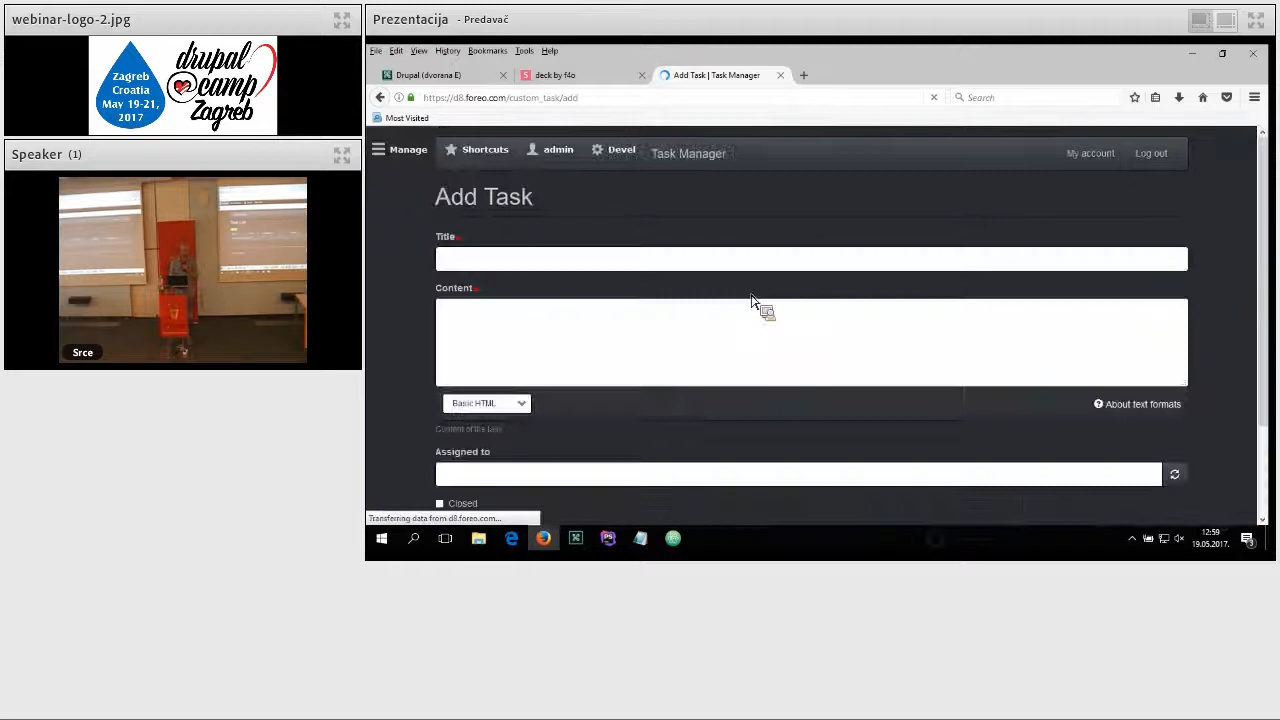 webinar-logo-2.jpg
Zagreb
Croatia
May 19-21,
2017
drupal
camp
Zagreb
Speaker (1)
Srce
Prezentacija - Predavač
File Edit View History Bookmarks Tools Help
Drupal (dvorana E)
deck by f4o
Add Task | Task Manager
https://d8.foreo.com/custom_task/add
Search
Most Visited
Manage Shortcuts admin Devel Task Manager My account Log out
Add Task
Title
Content
Basic HTML
About text formats
Content of the task
Assigned to
Closed
Transferring data from d8.foreo.com...
12:59
19.05.2017.